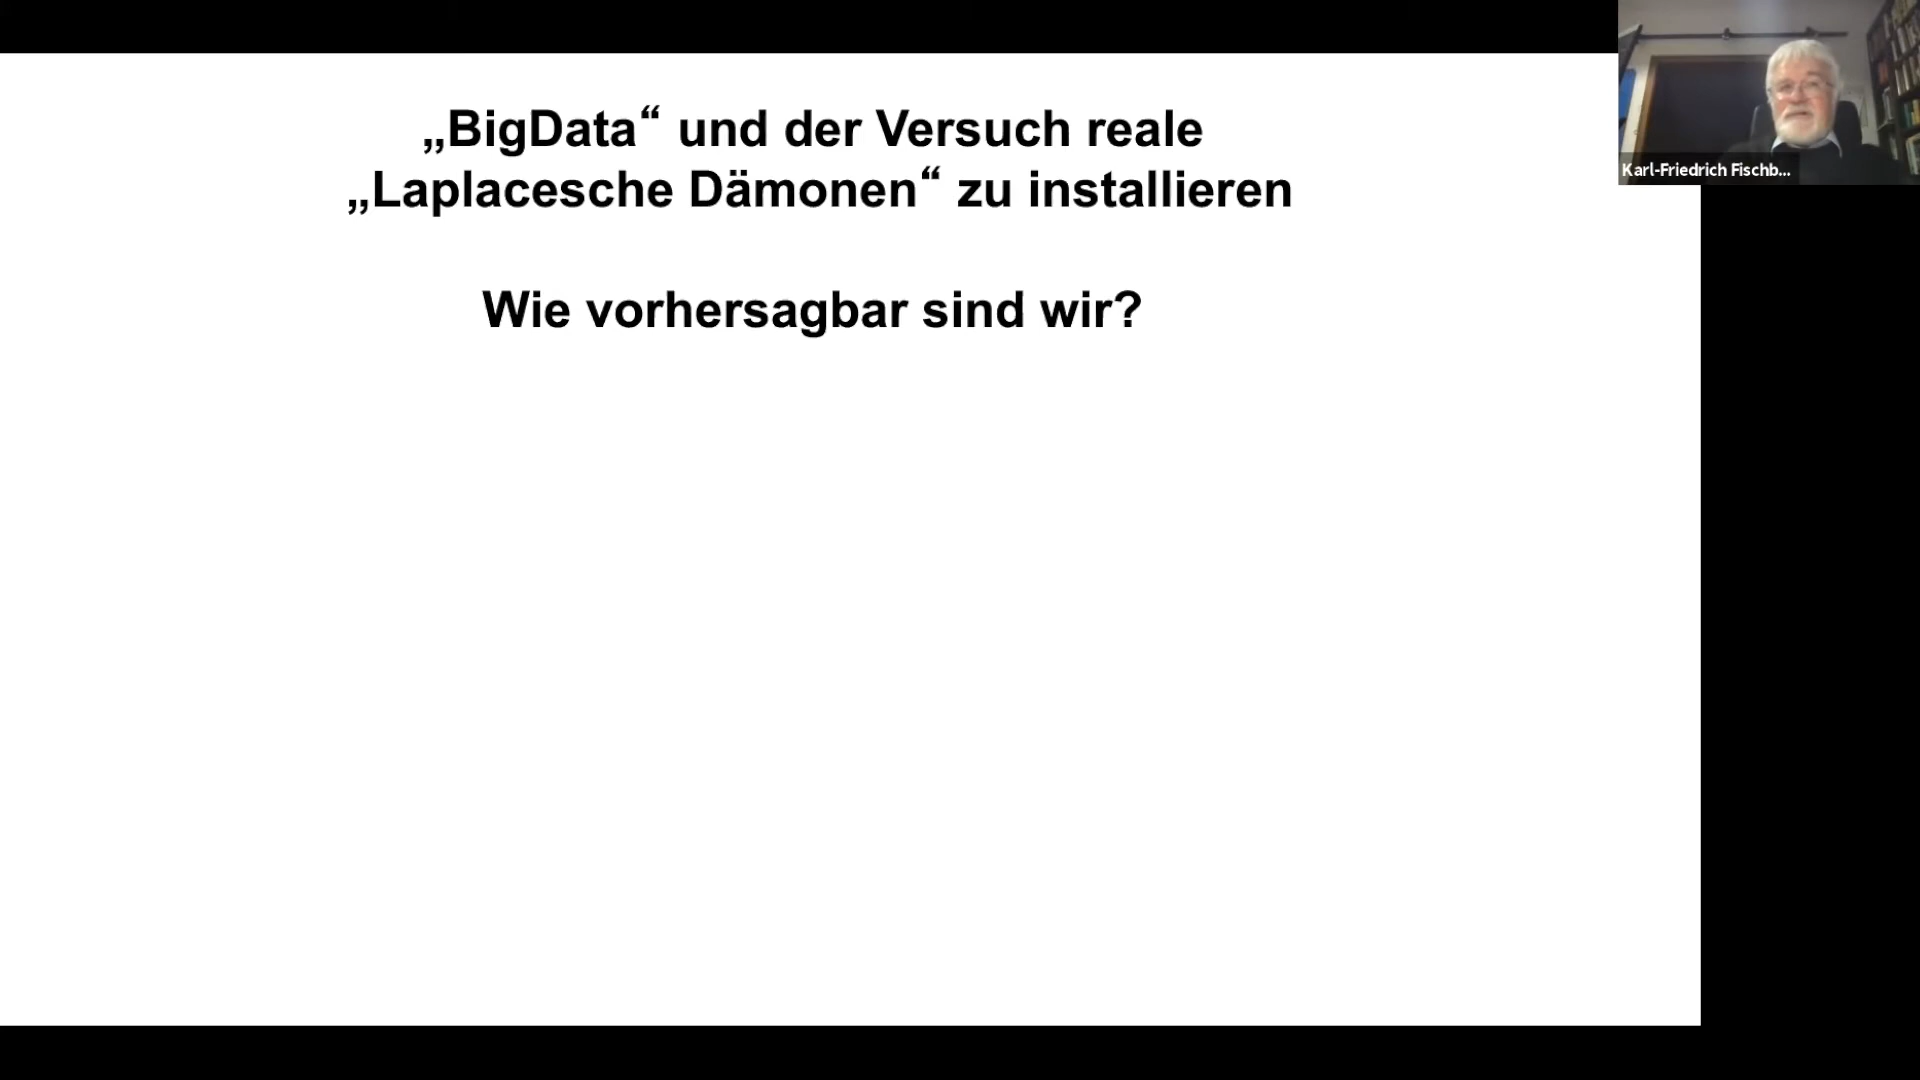 „BigData“ und der Versuch reale
„Laplacesche Dämonen“ zu installieren
Wie vorhersagbar sind wir?
Karl-Friedrich Fischb...